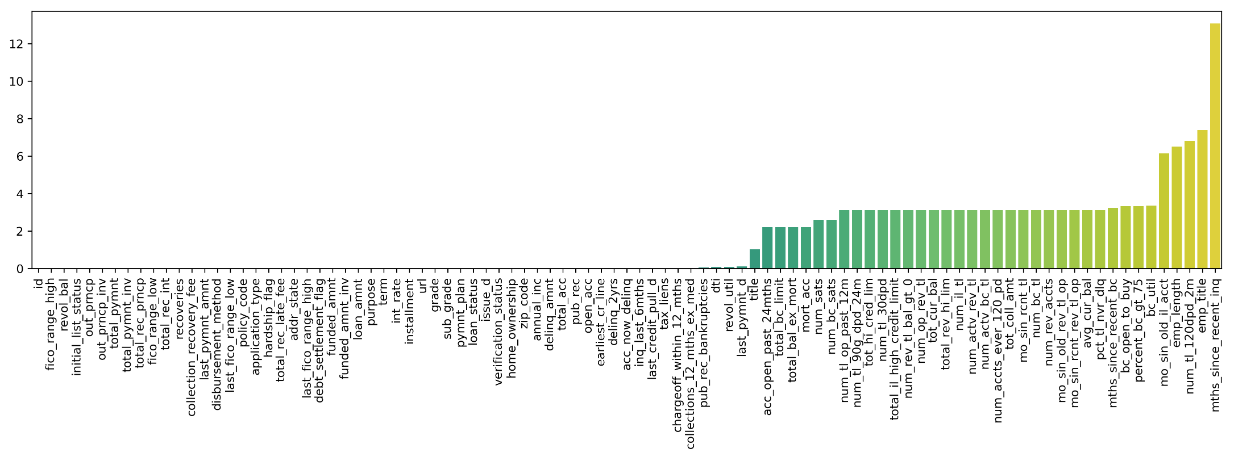 12
10
8
6
4
2
0
id
fico_range_high
revol_bal
initial_list_status
out_prncp
out_prncp_inv
total_pymnt
total_pymnt_inv
total_rec_prncp
fico_range_low
total_rec_int
recoveries
collection_recovery_fee
last_pymnt_amnt
disbursement_method
last_fico_range_low
policy_code
application_type
hardship_flag
total_rec_late_fee
addr_state
last_fico_range_high
debt_settlement_flag
funded_amnt
funded_amnt_inv
loan_amnt
purpose
term
int_rate
installment
url
grade
sub_grade
pymnt_plan
loan_status
issue_d
verification_status
home_ownership
zip_code
annual_inc
delinq_amnt
total_acc
pub_rec
open_acc
earliest_cr_line
delinq_2yrs
acc_now_delinq
inq_last_6mths
last_credit_pull_d
tax_liens
chargeoff_within_12_mths
collections_12_mths_ex_med
pub_rec_bankruptcies
dti
revol_util
last_pymnt_d
title
acc_open_past_24mths
total_bc_limit
total_bal_ex_mort
mort_acc
num_sats
num_bc_sats
num_tl_op_past_12m
num_tl_90g_dpd_24m
tot_hi_cred_lim
num_tl_30dpd
total_il_high_credit_limit
num_rev_tl_bal_gt_0
num_op_rev_tl
tot_cur_bal
total_rev_hi_lim
num_il_tl
num_actv_rev_tl
num_actv_bc_tl
num_accts_ever_120_pd
tot_coll_amt
mo_sin_rcnt_tl
num_bc_tl
num_rev_accts
mo_sin_old_rev_tl_op
mo_sin_rcnt_rev_tl_op
avg_cur_bal
pct_tl_nvr_dlq
mths_since_recent_bc
bc_open_to_buy
percent_bc_gt_75
bc_util
mo_sin_old_il_acct
emp_length
num_tl_120dpd_2m
emp_title
mths_since_recent_inq